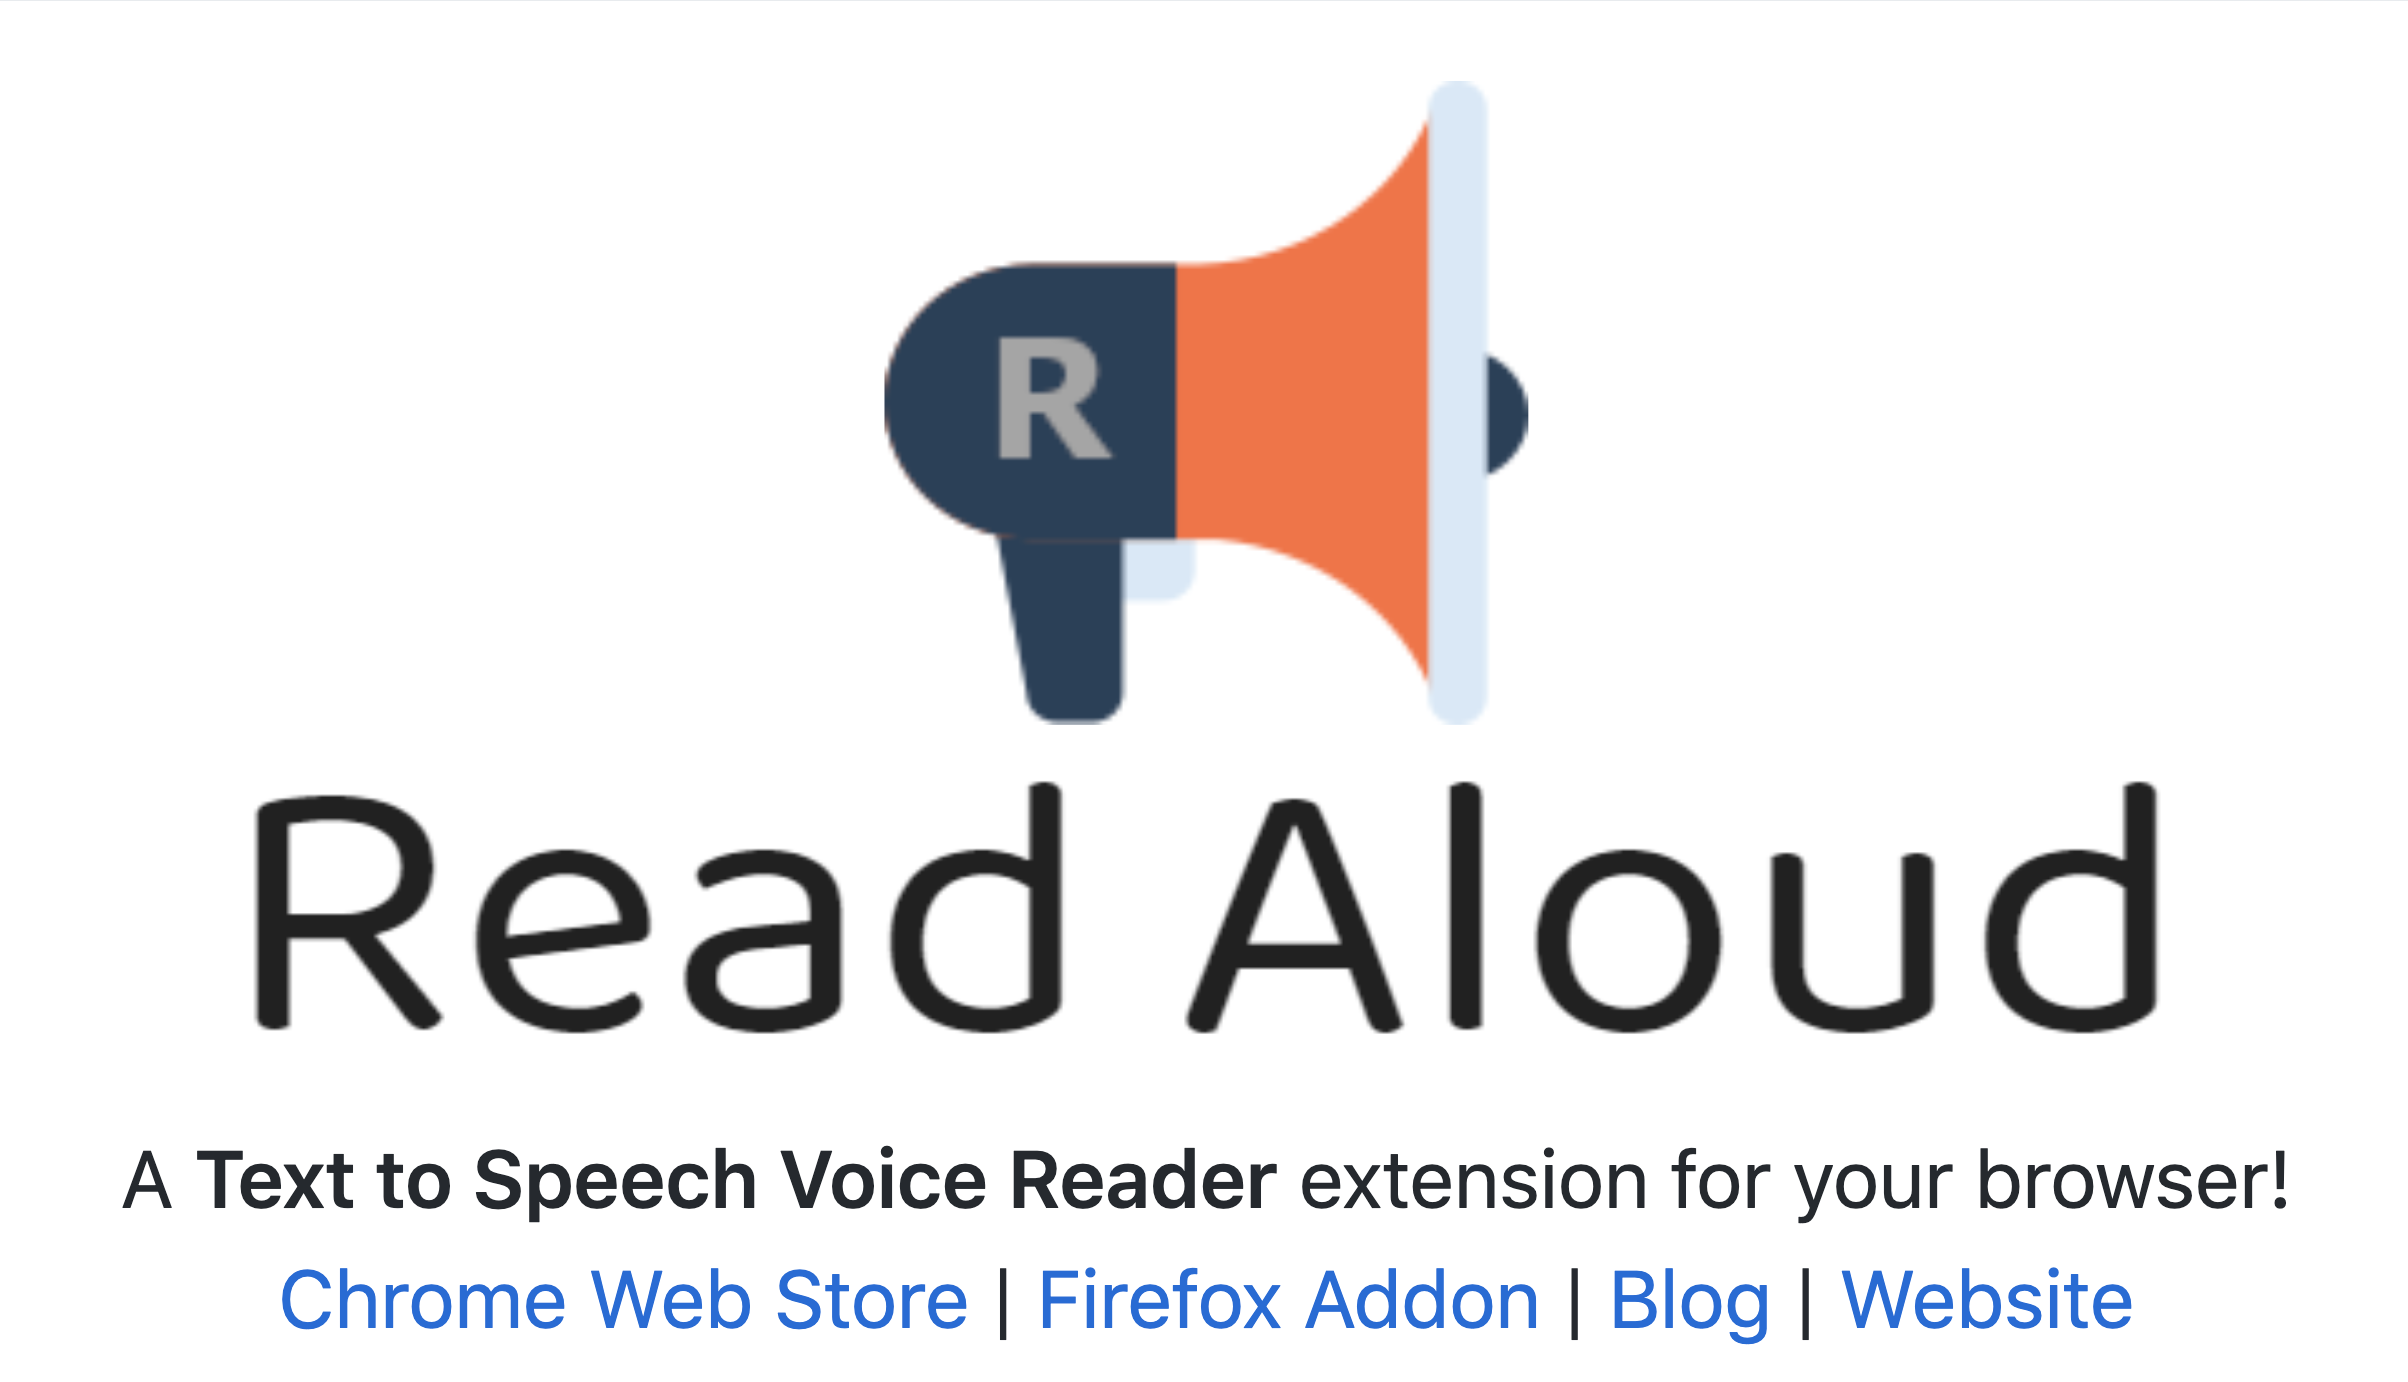 R
Read Aloud
A Text to Speech Voice Reader extension for your browser!
Chrome Web Store | Firefox Addon | Blog | Website